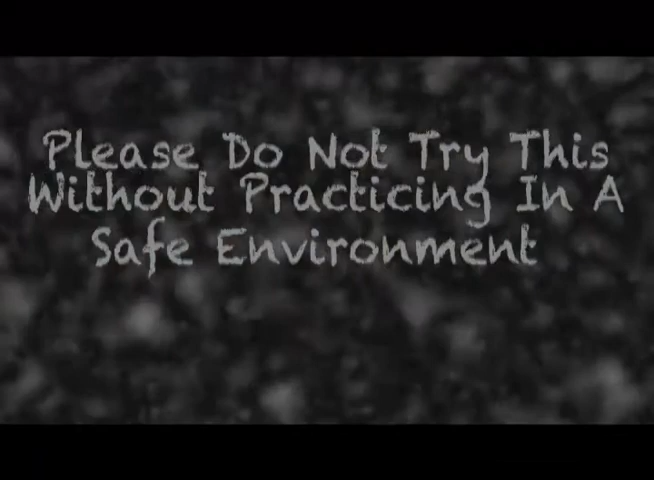 Please Do Not Try This
Without Practicing In A
Safe Environment